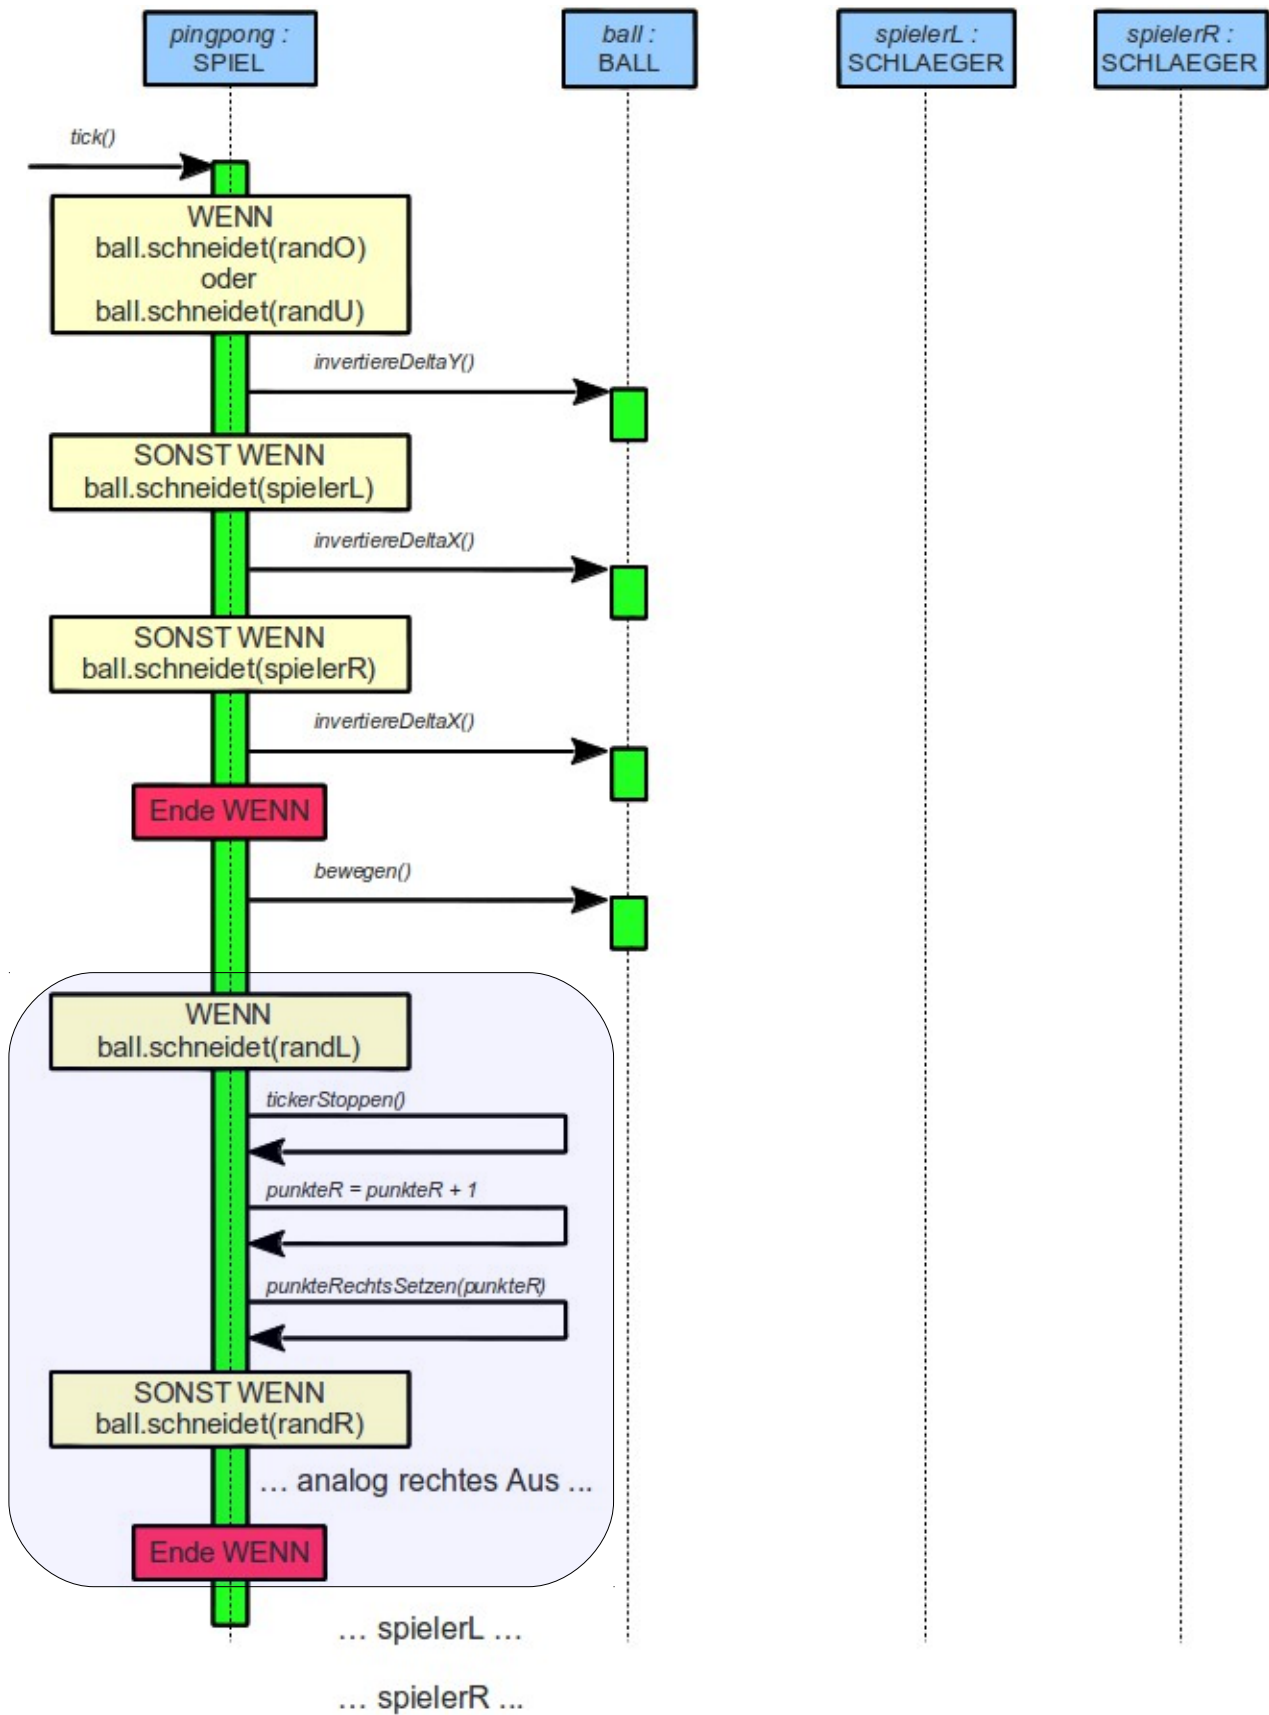 pingpong :
SPIEL
ball :
BALL
spielerL :
SCHLAEGER
spielerR :
SCHLAEGER
tick()
WENN
ball.schneidet(randO)
oder
ball.schneidet(randU)
invertiereDeltaY()
SONST WENN
ball.schneidet(spielerL)
invertiereDeltaX()
SONST WENN
ball.schneidet(spielerR)
invertiereDeltaX()
Ende WENN
bewegen()
WENN
ball.schneidet(randL)
tickerStoppen()
punkteR = punkteR + 1
punkteRechtsSetzen(punkteR)
SONST WENN
ball.schneidet(randR)
... analog rechtes Aus ...
Ende WENN
... spielerL ...
... spielerR ...